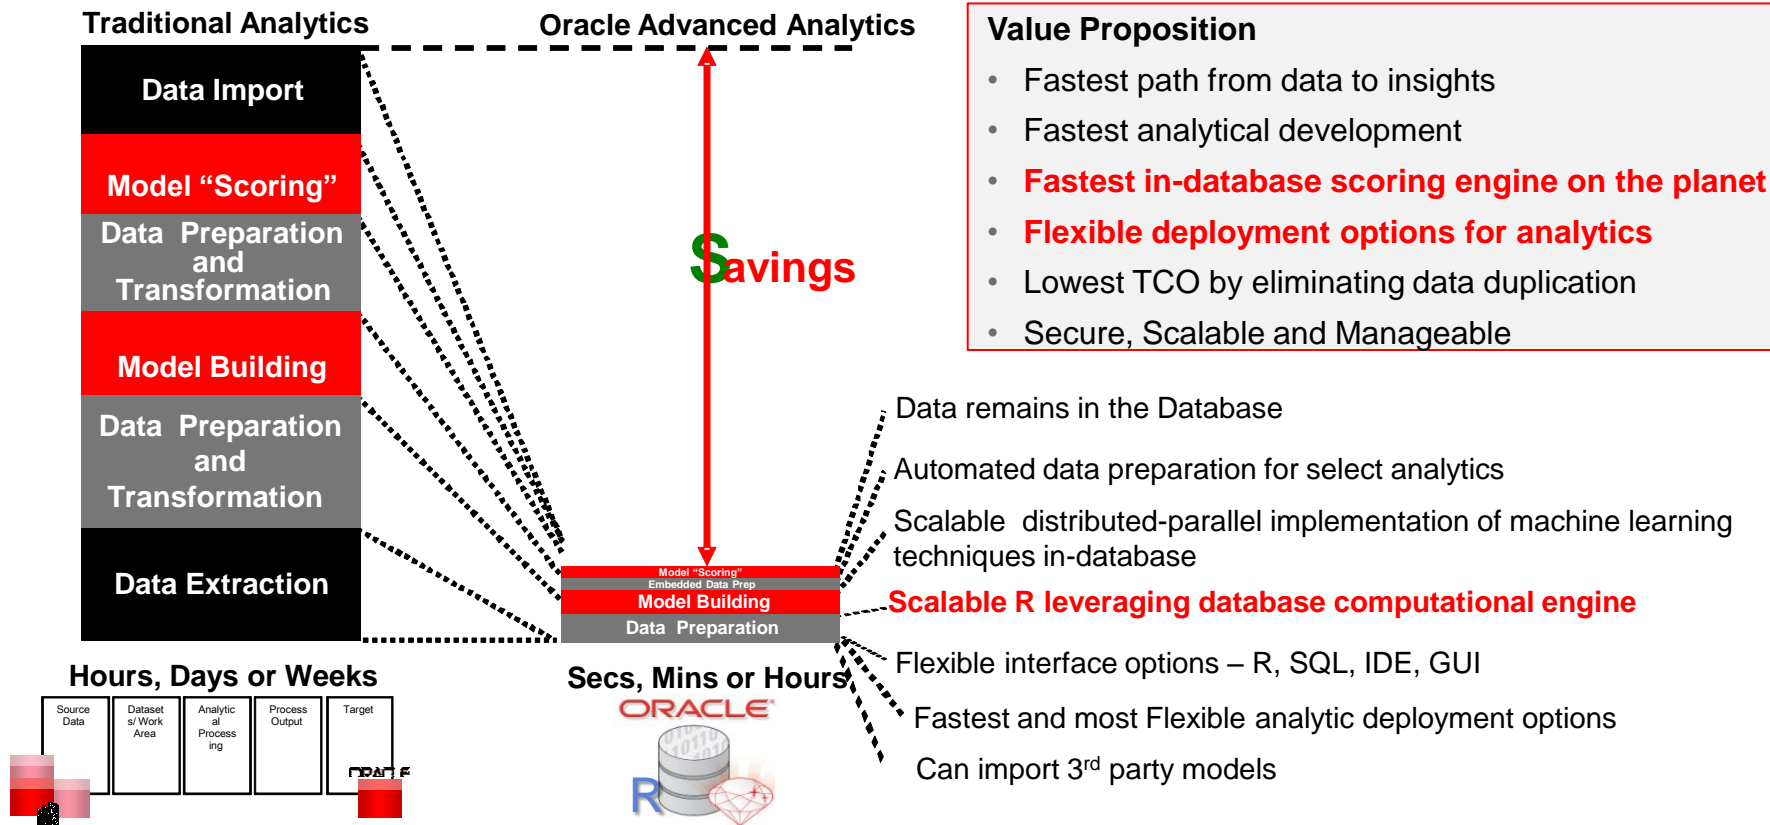 Traditional Analytics
Data Import
Model “Scoring”
Data Preparation
and
Transformation
Model Building
Data Preparation
and
Transformation
Data Extraction
Hours, Days or Weeks
Source
Data
Dataset
s/ Work
Area
Analytic
al
Process
ing
Process
Output
Target
Oracle Advanced Analytics
Savings
Model “Scoring”
Embedded Data Prep
Model Building
Data Preparation
Secs, Mins or Hours
ORACLE
010
10110
R
Value Proposition
• Fastest path from data to insights
• Fastest analytical development
• Fastest in-database scoring engine on the planet
• Flexible deployment options for analytics
• Lowest TCO by eliminating data duplication
• Secure, Scalable and Manageable
Data remains in the Database
Automated data preparation for select analytics
Scalable distributed-parallel implementation of machine learning
techniques in-database
Scalable R leveraging database computational engine
Flexible interface options – R, SQL, IDE, GUI
Fastest and most Flexible analytic deployment options
Can import 3rd party models